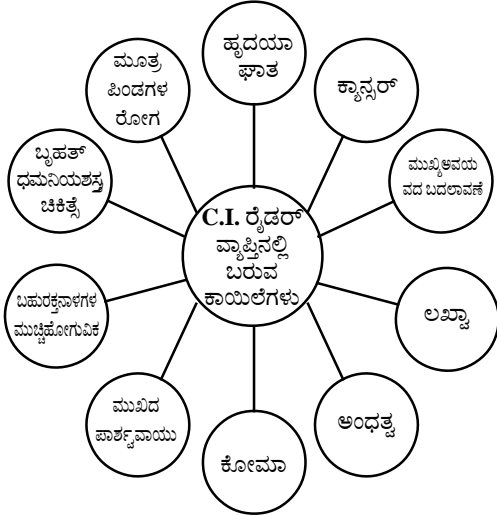 C.I. ರೈಡರ್
ವ್ಯಾಪ್ತಿನಲ್ಲಿ
ಬರುವ
ಕಾಯಿಲೆಗಳು
ಹೃದಯಾ
ಘಾತ
ಕ್ಯಾನ್ಸರ್
ಮುಖ್ಯಅವಯ
ವದ ಬದಲಾವಣೆ
ಲಖ್ವಾ
ಅಂಧತ್ವ
ಕೋಮಾ
ಮುಖದ
ಪಾರ್ಶ್ವವಾಯು
ಬಹುರಕ್ತನಾಳಗಳ
ಮುಚ್ಚಿಹೋಗುವಿಕ
ಬೃಹತ್
ಧಮನಿಯಶಸ್ತ್ರ
ಚಿಕಿತ್ಸೆ
ಮೂತ್ರ
ಪಿಂಡಗಳ
ರೋಗ